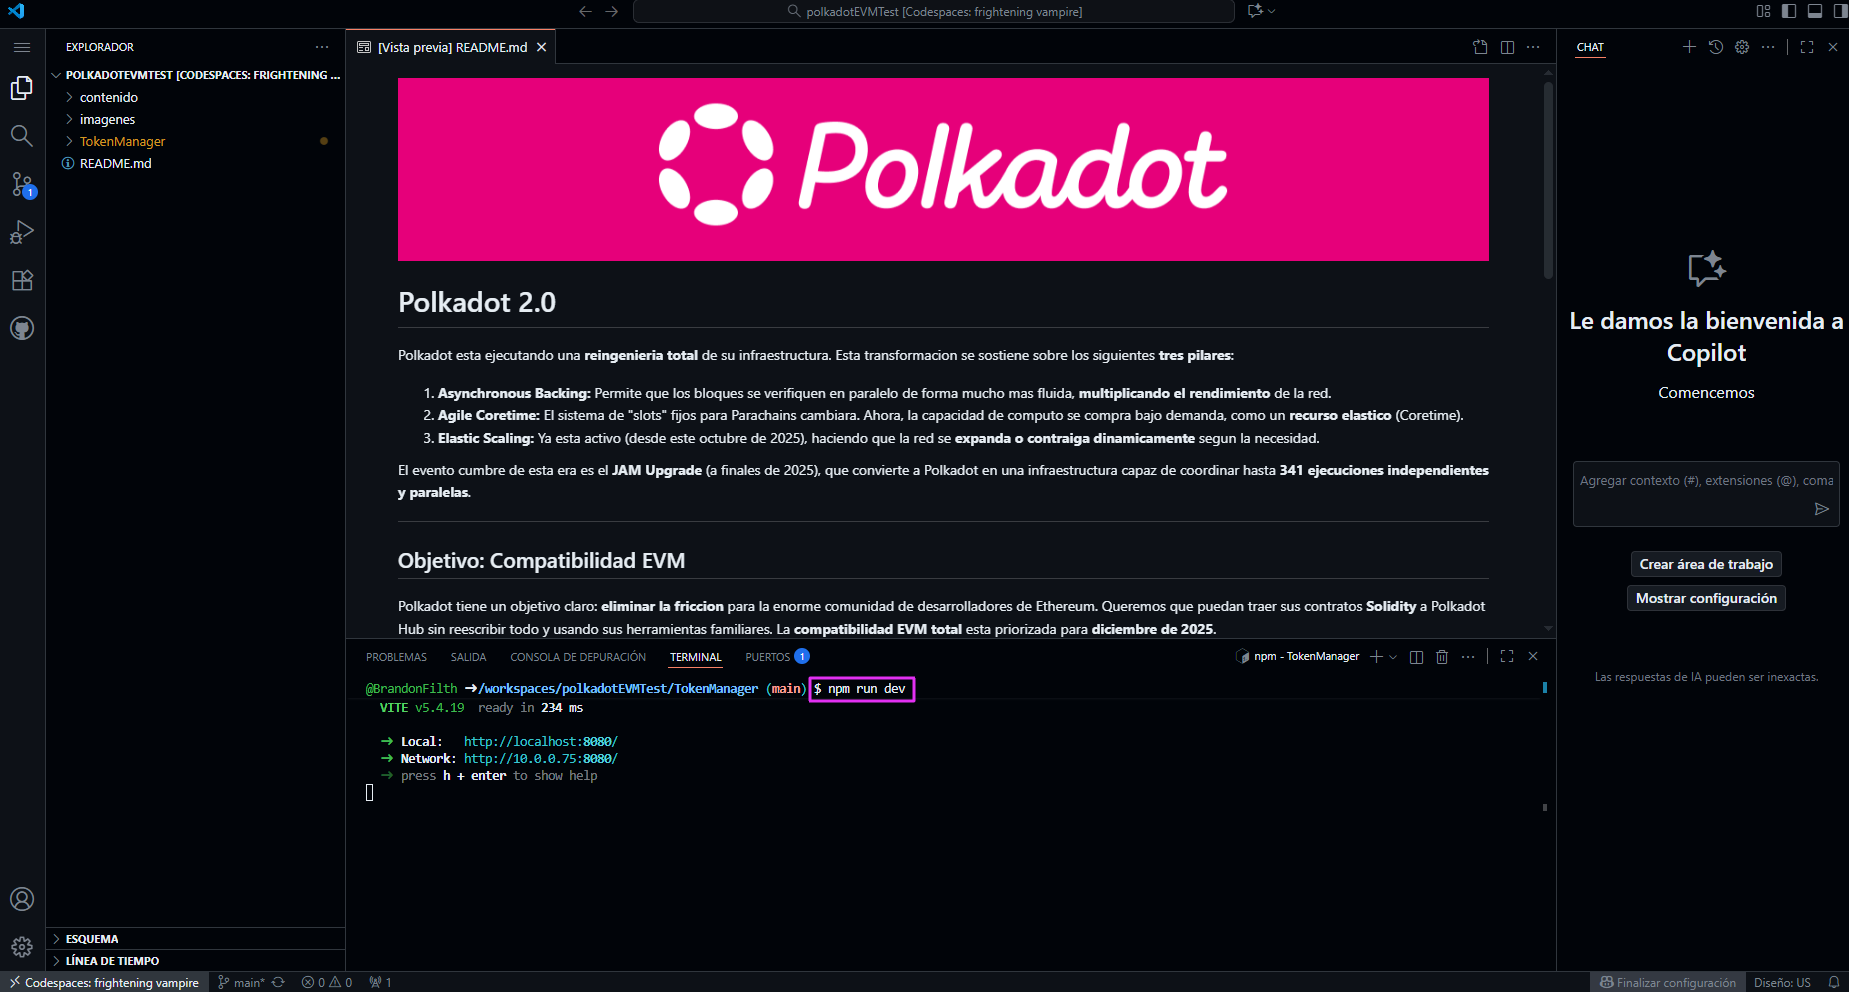 polkadotEVMTest [Codespaces: frightening vampire]
EXPLORADOR
POLKADOTEVMTEST [CODESPACES: FRIGHTENING ...
contenido
imagenes
TokenManager
README.md
1
[Vista previa] README.md
Polkadot
Polkadot 2.0
Polkadot esta ejecutando una reingenieria total de su infraestructura. Esta transformacion se sostiene sobre los siguientes tres pilares:
1. Asynchronous Backing: Permite que los bloques se verifiquen en paralelo de forma mucho mas fluida, multiplicando el rendimiento de la red.
2. Agile Coretime: El sistema de "slots" fijos para Parachains cambiara. Ahora, la capacidad de computo se compra bajo demanda, como un recurso elastico (Coretime).
3. Elastic Scaling: Ya esta activo (desde este octubre de 2025), haciendo que la red se expanda o contraiga dinamicamente segun la necesidad.
El evento cumbre de esta era es el JAM Upgrade (a finales de 2025), que convierte a Polkadot en una infraestructura capaz de coordinar hasta 341 ejecuciones independientes
y paralelas.
Objetivo: Compatibilidad EVM
Polkadot tiene un objetivo claro: eliminar la friccion para la enorme comunidad de desarrolladores de Ethereum. Queremos que puedan traer sus contratos Solidity a Polkadot
Hub sin reescribir todo y usando sus herramientas familiares. La compatibilidad EVM total esta priorizada para diciembre de 2025.
PROBLEMAS SALIDA CONSOLA DE DEPURACIÓN TERMINAL PUERTOS 1
npm - TokenManager
@BrandonFilth ➜/workspaces/polkadotEVMTest/TokenManager (main) $ npm run dev
VITE v5.4.19 ready in 234 ms
➜ Local: http://localhost:8080/
➜ Network: http://10.0.0.75:8080/
➜ press h + enter to show help
CHAT
Le damos la bienvenida a
Copilot
Comencemos
Agregar contexto (#), extensiones (@), coma
Crear área de trabajo
Mostrar configuración
Las respuestas de IA pueden ser inexactas.
ESQUEMA
LÍNEA DE TIEMPO
Codespaces: frightening vampire
main*
0
0
1
Finalizar configuración
Diseño: US